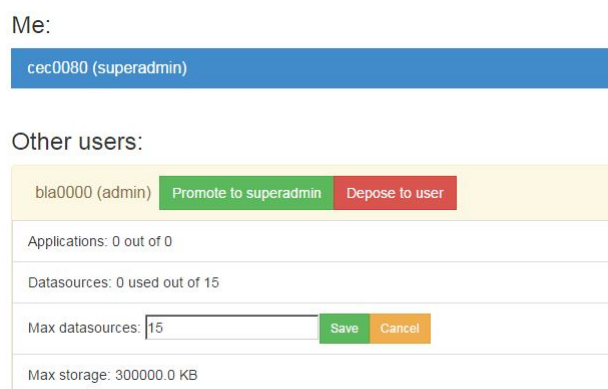 Me:
cec0080 (superadmin)
Other users:
bla0000 (admin) Promote to superadmin Depose to user
Applications: 0 out of 0
Datasources: 0 used out of 15
Max datasources: 15 Save Cancel
Max storage: 300000.0 KB